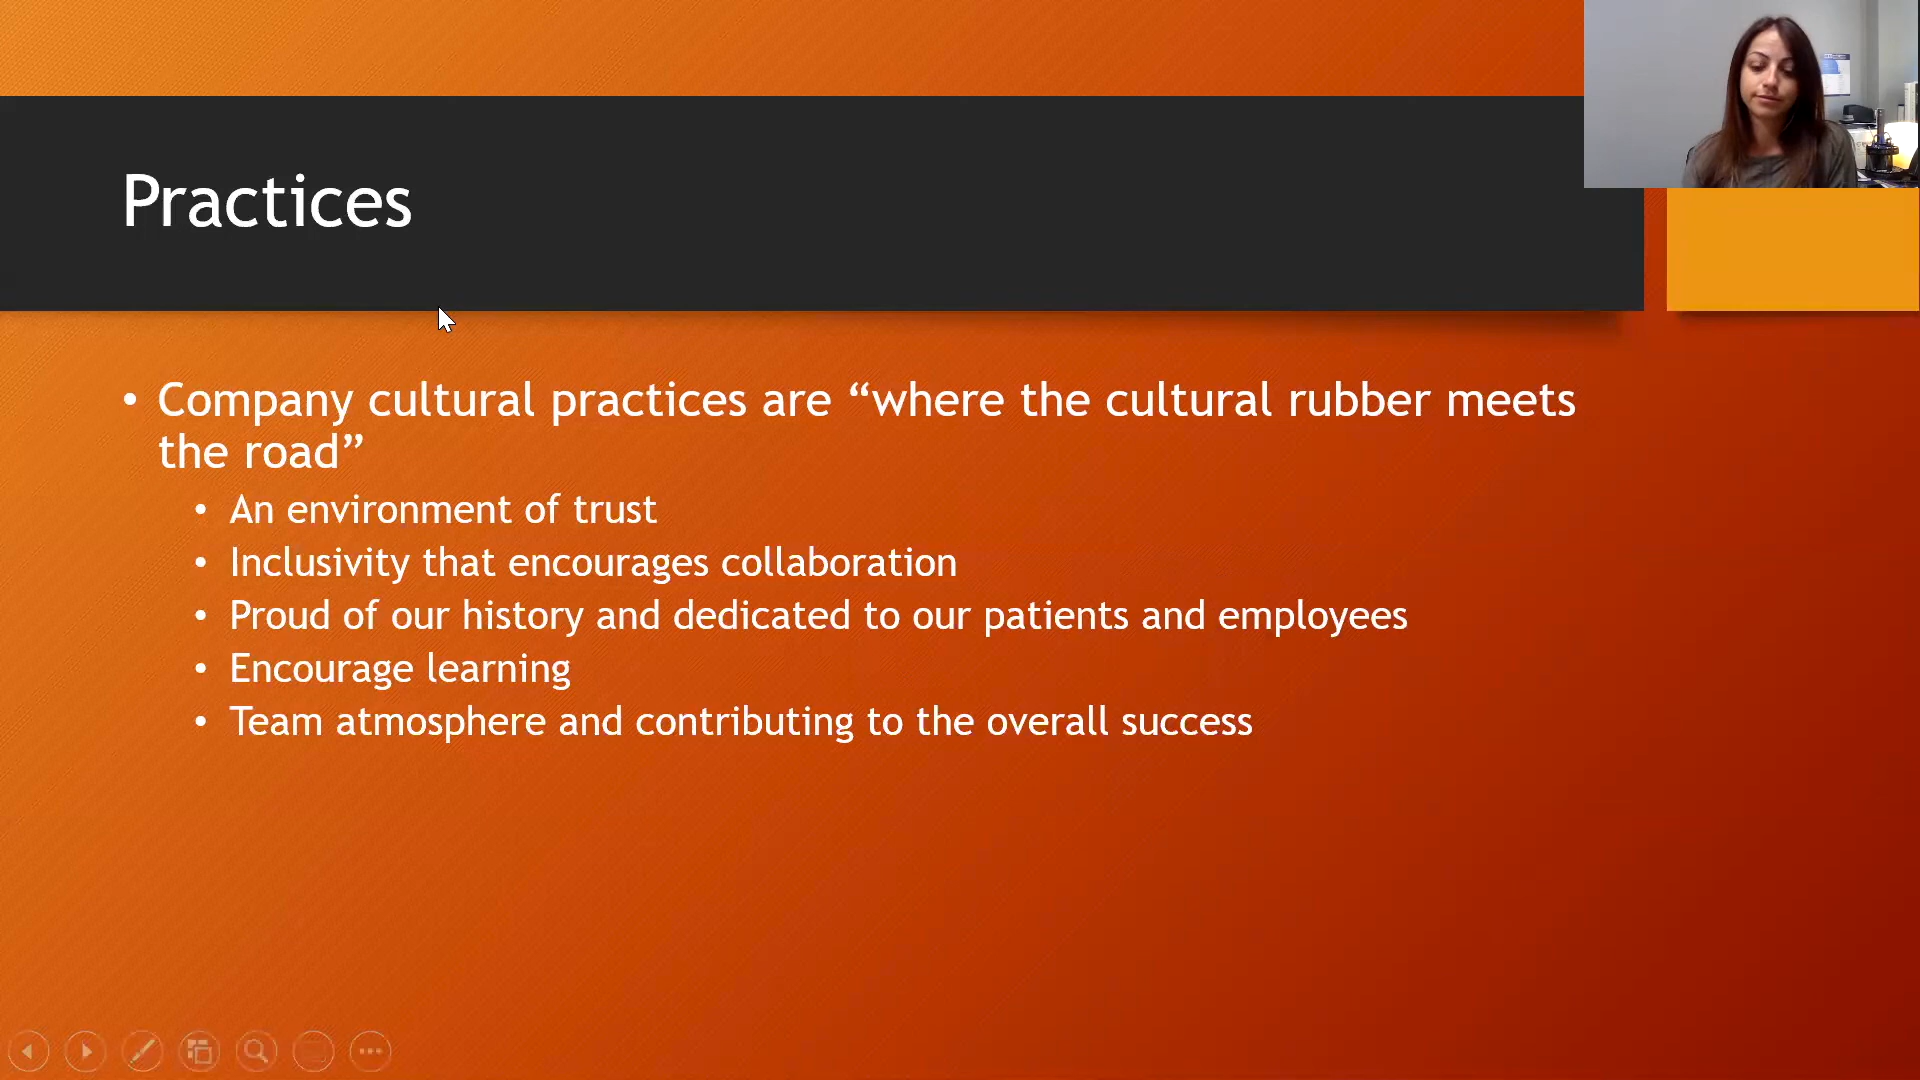 Practices
• Company cultural practices are “where the cultural rubber meets
the road”
• An environment of trust
• Inclusivity that encourages collaboration
• Proud of our history and dedicated to our patients and employees
• Encourage learning
• Team atmosphere and contributing to the overall success